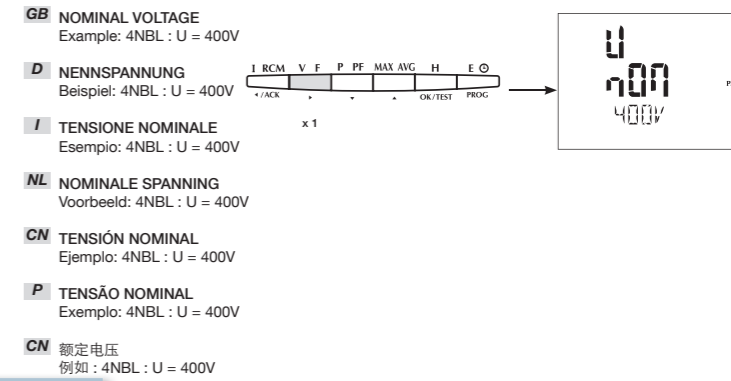 GB NOMINAL VOLTAGE
Example: 4NBL : U = 400V
D NENNSPANNUNG
Beispiel: 4NBL : U = 400V
I TENSIONE NOMINALE
Esempio: 4NBL : U = 400V
NL NOMINALE SPANNING
Voorbeeld: 4NBL : U = 400V
CN TENSIÓN NOMINAL
Ejemplo: 4NBL : U = 400V
P TENSÃO NOMINAL
Exemplo: 4NBL : U = 400V
CN 额定电压
例如 : 4NBL : U = 400V
I RCM V F P PF MAX AVG H E
/ACK OK/TEST PROG
x 1
U
nOM
400V